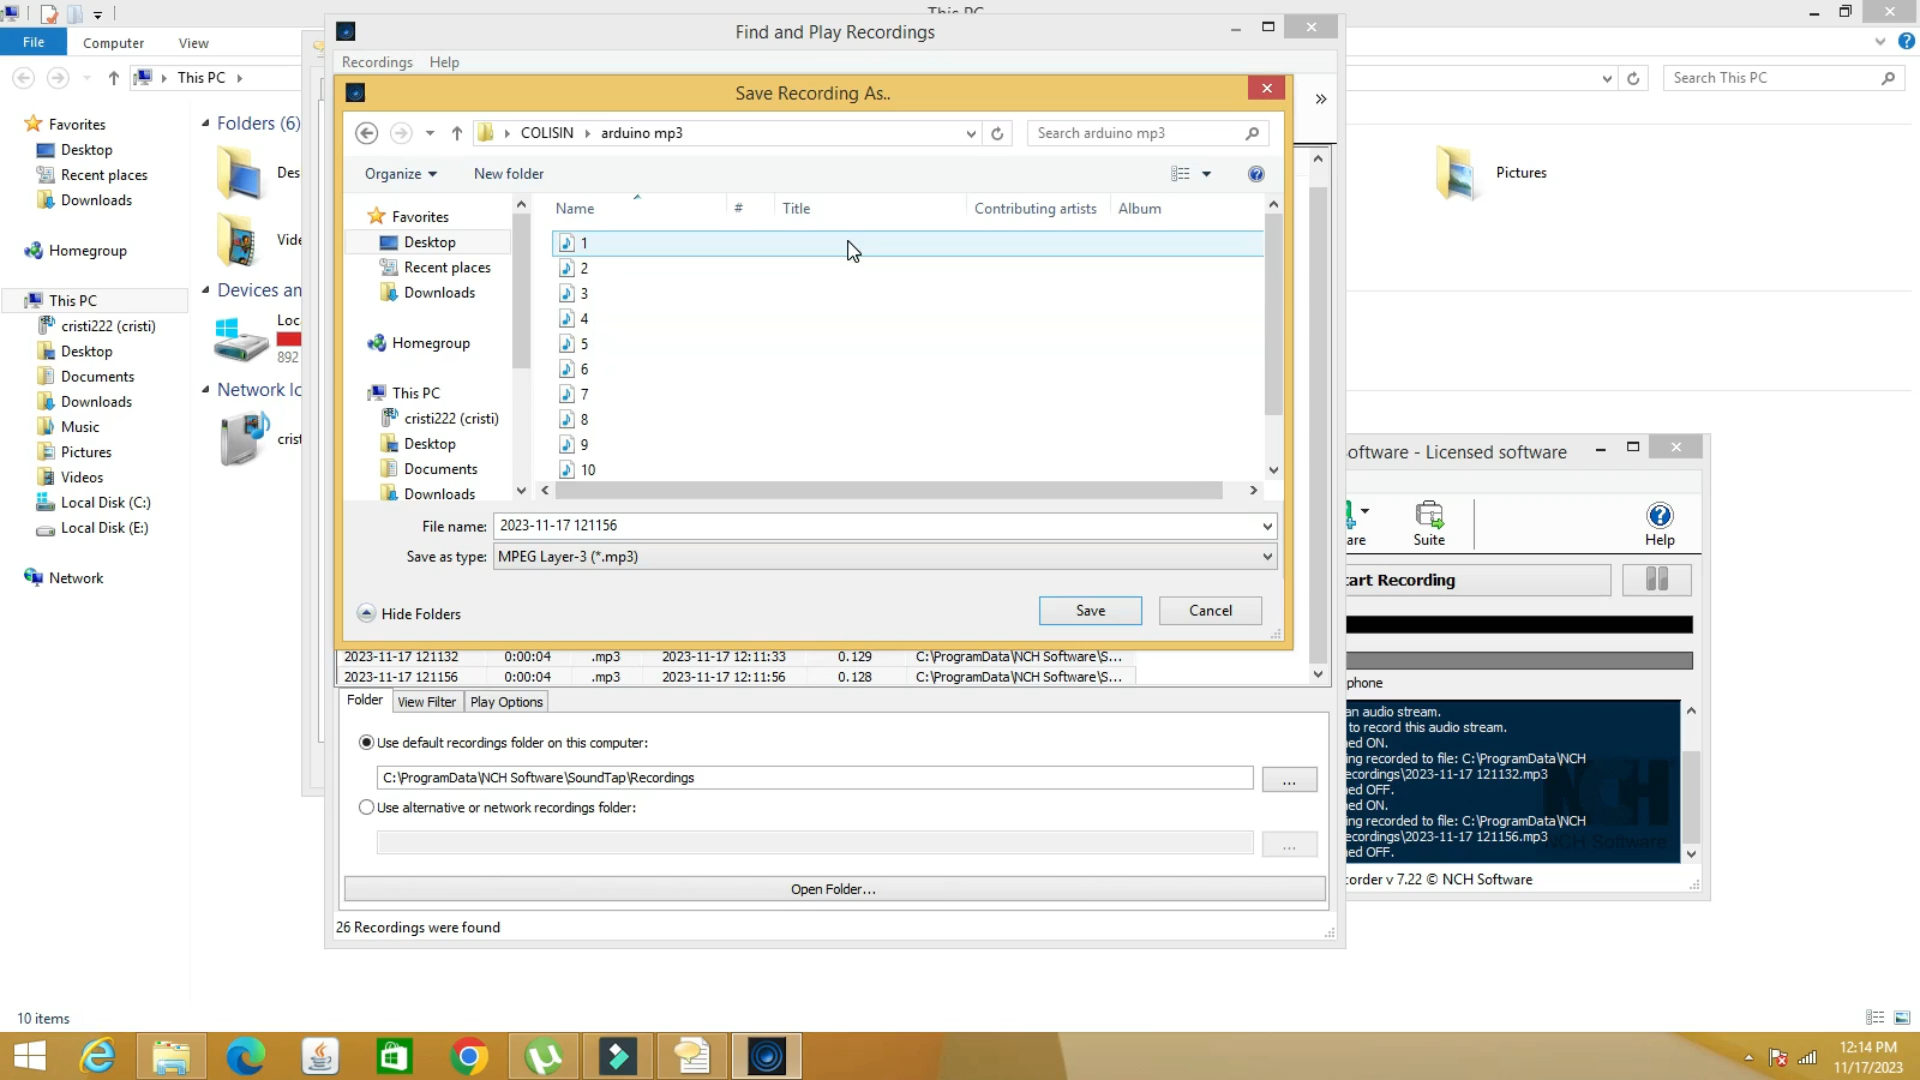 This PC
File
Computer
View
This PC
Search This PC
Favorites
Desktop
Recent places
Downloads
Homegroup
This PC
cristi222 (cristi)
Desktop
Documents
Downloads
Music
Pictures
Videos
Local Disk (C:)
Local Disk (E:)
Network
Folders (6)
Des
Vide
Devices an
Loc
892
Network lo
crist
Pictures
10 items
Find and Play Recordings
Recordings
Help
»
Save Recording As..
COLISIN
arduino mp3
Search arduino mp3
Organize
New folder
Favorites
Desktop
Recent places
Downloads
Homegroup
This PC
cristi222 (cristi)
Desktop
Documents
Downloads
Name
#
Title
Contributing artists
Album
1
2
3
4
5
6
7
8
9
10
File name:
2023-11-17 121156
Save as type:
MPEG Layer-3 (*.mp3)
Hide Folders
Save
Cancel
2023-11-17 121132 0:00:04 .mp3 2023-11-17 12:11:33 0.129 C:\ProgramData\NCH Software\S...
2023-11-17 121156 0:00:04 .mp3 2023-11-17 12:11:56 0.128 C:\ProgramData\NCH Software\S...
Folder
View Filter
Play Options
Use default recordings folder on this computer:
C:\ProgramData\NCH Software\SoundTap\Recordings
...
Use alternative or network recordings folder:
...
Open Folder...
26 Recordings were found
oftware - Licensed software
are
Suite
Help
art Recording
phone
an audio stream.
to record this audio stream.
ed ON.
ing recorded to file: C:\ProgramData\NCH
ecordings\2023-11-17 121132.mp3
ed OFF.
ed ON.
ing recorded to file: C:\ProgramData\NCH
ecordings\2023-11-17 121156.mp3
ed OFF.
NCH
NCH Software
order v 7.22 © NCH Software
12:14 PM
11/17/2023